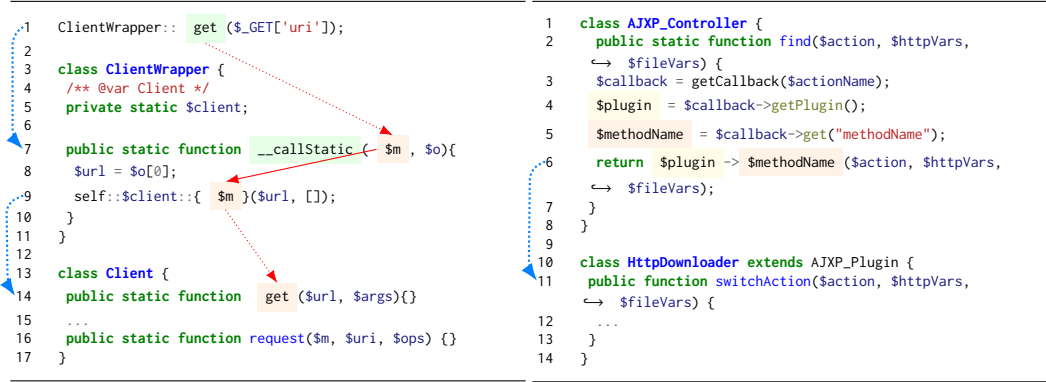 1 ClientWrapper:: get ($_GET['uri']);
2
3 class ClientWrapper {
4 /** @var Client */
5 private static $client;
6
7 public static function __callStatic ( $m , $o){
8 $url = $o[0];
9 self::$client::{ $m }($url, []);
10 }
11 }
12
13 class Client {
14 public static function get ($url, $args){}
15 ...
16 public static function request($m, $uri, $ops) {}
17 }
1 class AJXP_Controller {
2 public static function find($action, $httpVars,
↪ $fileVars) {
3 $callback = getCallback($actionName);
4 $plugin = $callback->getPlugin();
5 $methodName = $callback->get("methodName");
6 return $plugin -> $methodName ($action, $httpVars,
↪ $fileVars);
7 }
8 }
9
10 class HttpDownloader extends AJXP_Plugin {
11 public function switchAction($action, $httpVars,
↪ $fileVars) {
12 ...
13 }
14 }